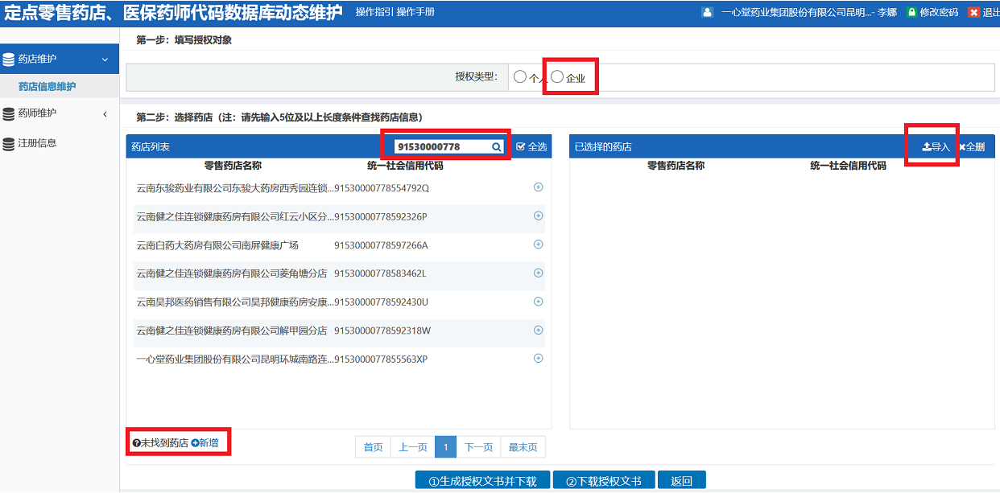 定点零售药店、医保药师代码数据库动态维护 操作指引 操作手册 一心堂药业集团股份有限公司昆明...- 李娜 修改密码 退出
药店维护
药店信息维护
药师维护
注册信息
第一步：填写授权对象
授权类型： 个人 企业
第二步：选择药店（注：请先输入5位及以上长度条件查找药店信息）
药店列表 91530000778 全选
零售药店名称 统一社会信用代码
云南东骏药业有限公司东骏大药房西秀园连锁...91530000778554792Q
云南健之佳连锁健康药房有限公司红云小区分...91530000778592326P
云南白药大药房有限公司南屏健康广场 91530000778597266A
云南健之佳连锁健康药房有限公司菱角塘分店 91530000778583462L
云南昊邦医药销售有限公司昊邦健康药房安康...91530000778592430U
云南健之佳连锁健康药房有限公司解甲园分店 91530000778592318W
一心堂药业集团股份有限公司昆明环城南路连...9153000077855563XP
未找到药店 新增
首页 上一页 1 下一页 最末页
已选择的药店 导入 全删
零售药店名称 统一社会信用代码
①生成授权文书并下载 ②下载授权文书 返回